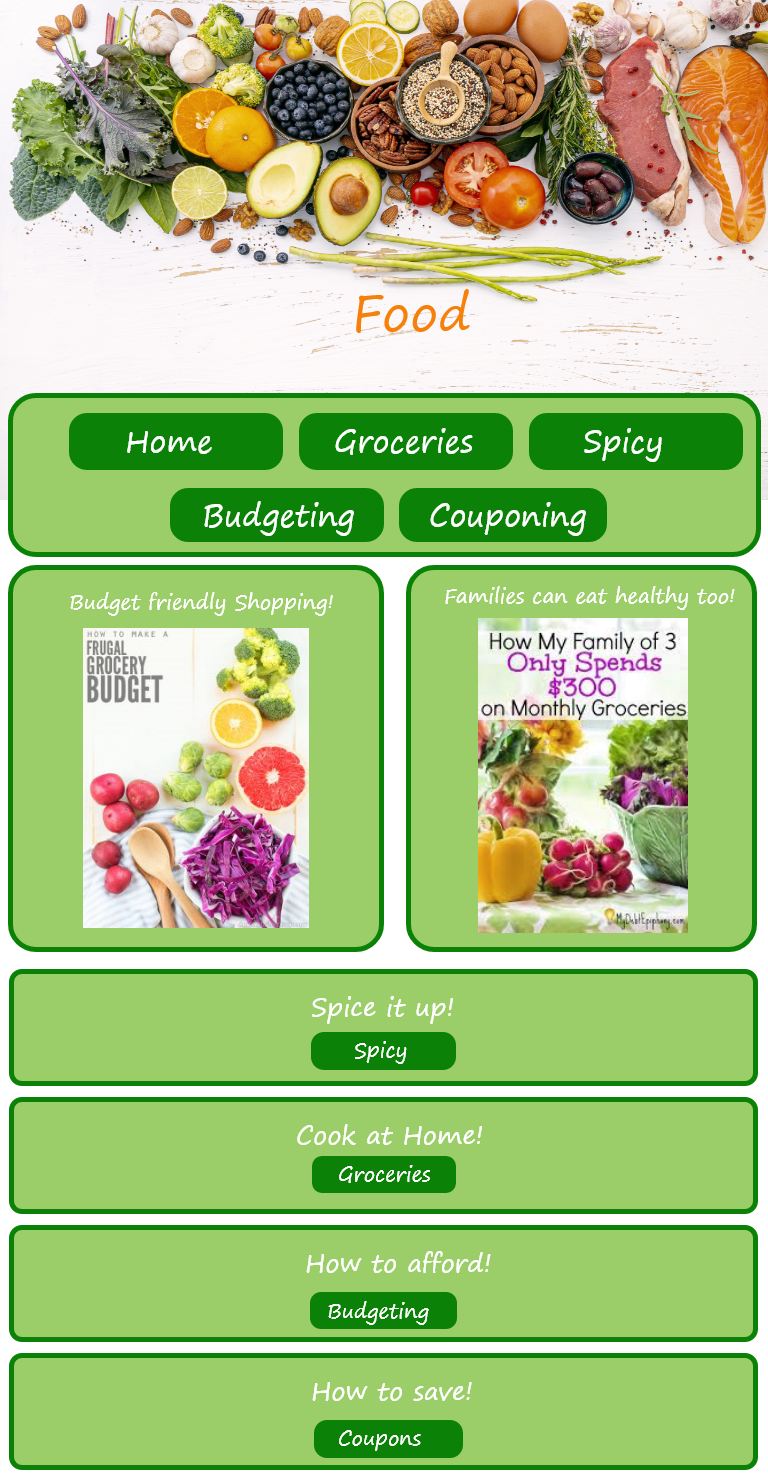 Food
Home
Groceries
Spicy
Budgeting
Couponing
Budget friendly Shopping!
HOW TO MAKE A
FRUGAL
GROCERY
BUDGET
Families can eat healthy too!
How My Family of 3
Only Spends
$300
on Monthly Groceries
MyDebtEpiphany.com
Spice it up!
Spicy
Cook at Home!
Groceries
How to afford!
Budgeting
How to save!
Coupons